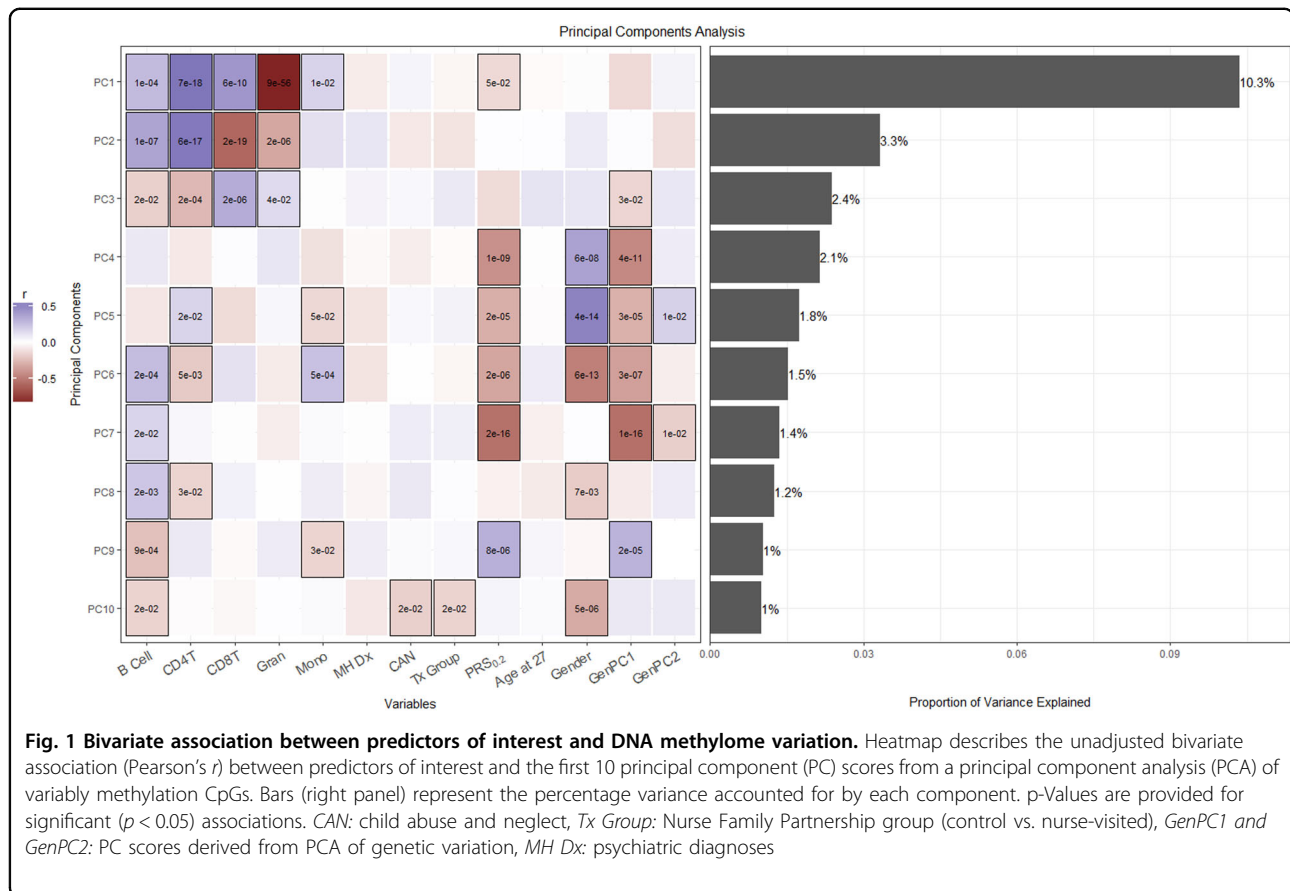 Principal Components Analysis
PC1 1e-04 7e-18 6e-10 9e-56 1e-02 5e-02 10.3%
PC2 1e-07 6e-17 2e-19 2e-06 3.3%
PC3 2e-02 2e-04 2e-06 4e-02 3e-02 2.4%
PC4 1e-09 6e-08 4e-11 2.1%
PC5 2e-02 5e-02 2e-05 4e-14 3e-05 1e-02 1.8%
PC6 2e-04 5e-03 5e-04 2e-06 6e-13 3e-07 1.5%
PC7 2e-02 2e-16 1e-16 1e-02 1.4%
PC8 2e-03 3e-02 7e-03 1.2%
PC9 9e-04 3e-02 8e-06 2e-05 1%
PC10 2e-02 2e-02 2e-02 5e-06 1%
r
0.5
0.0
-0.5
Principal Components
B Cell CD4T CD8T Gran Mono MH Dx CAN Tx Group PRS0.2 Age at 27 Gender GenPC1 GenPC2
0.00 0.03 0.06 0.09
Variables
Proportion of Variance Explained
Fig. 1 Bivariate association between predictors of interest and DNA methylome variation. Heatmap describes the unadjusted bivariate
association (Pearson's r) between predictors of interest and the first 10 principal component (PC) scores from a principal component analysis (PCA) of
variably methylation CpGs. Bars (right panel) represent the percentage variance accounted for by each component. p-Values are provided for
significant (p < 0.05) associations. CAN: child abuse and neglect, Tx Group: Nurse Family Partnership group (control vs. nurse-visited), GenPC1 and
GenPC2: PC scores derived from PCA of genetic variation, MH Dx: psychiatric diagnoses